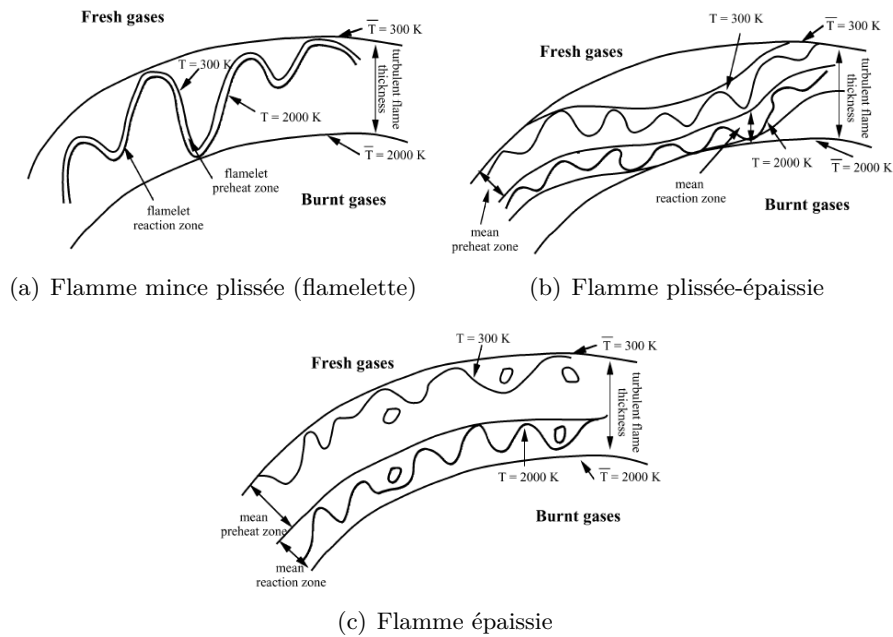 Fresh gases
T = 300 K
T = 300 K
T = 2000 K
turbulent flame
thickness
flamelet
preheat zone
T = 2000 K
flamelet
reaction zone
Burnt gases
(a) Flamme mince plissée (flamelette)
Fresh gases
T = 300 K
T = 300 K
turbulent flame
thickness
T = 2000 K
T = 2000 K
mean
reaction zone
Burnt gases
mean
preheat zone
(b) Flamme plissée-épaissie
Fresh gases
T = 300 K
T = 300 K
turbulent flame
thickness
T = 2000 K
T = 2000 K
mean
preheat zone
Burnt gases
mean
reaction zone
(c) Flamme épaissie